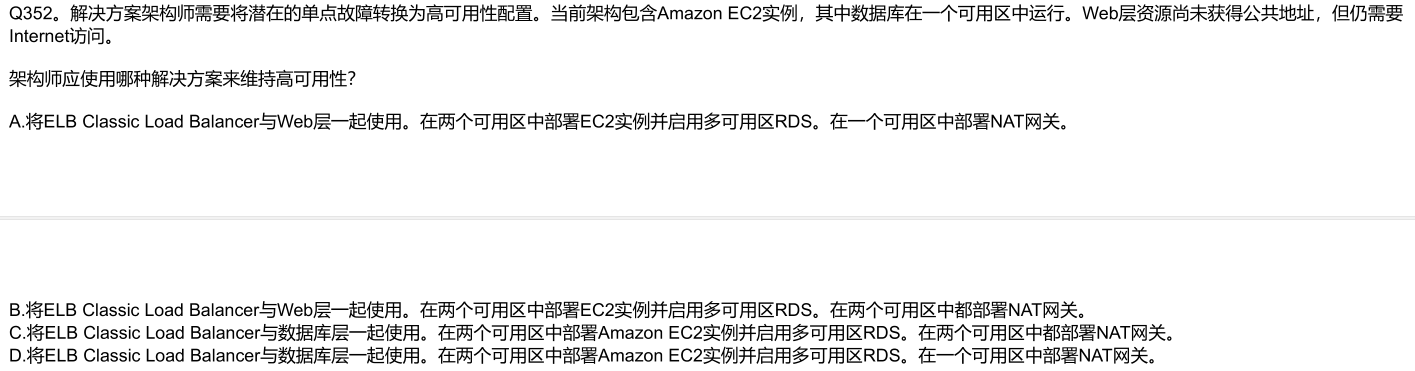 Q352。解决方案架构师需要将潜在的单点故障转换为高可用性配置。当前架构包含Amazon EC2实例，其中数据库在一个可用区中运行。Web层资源尚未获得公共地址，但仍需要
Internet访问。
架构师应使用哪种解决方案来维持高可用性？
A.将ELB Classic Load Balancer与Web层一起使用。在两个可用区中部署EC2实例并启用多可用区RDS。在一个可用区中部署NAT网关。
B.将ELB Classic Load Balancer与Web层一起使用。在两个可用区中部署EC2实例并启用多可用区RDS。在两个可用区中都部署NAT网关。
C.将ELB Classic Load Balancer与数据库层一起使用。在两个可用区中部署Amazon EC2实例并启用多可用区RDS。在两个可用区中都部署NAT网关。
D.将ELB Classic Load Balancer与数据库层一起使用。在两个可用区中部署Amazon EC2实例并启用多可用区RDS。在一个可用区中部署NAT网关。